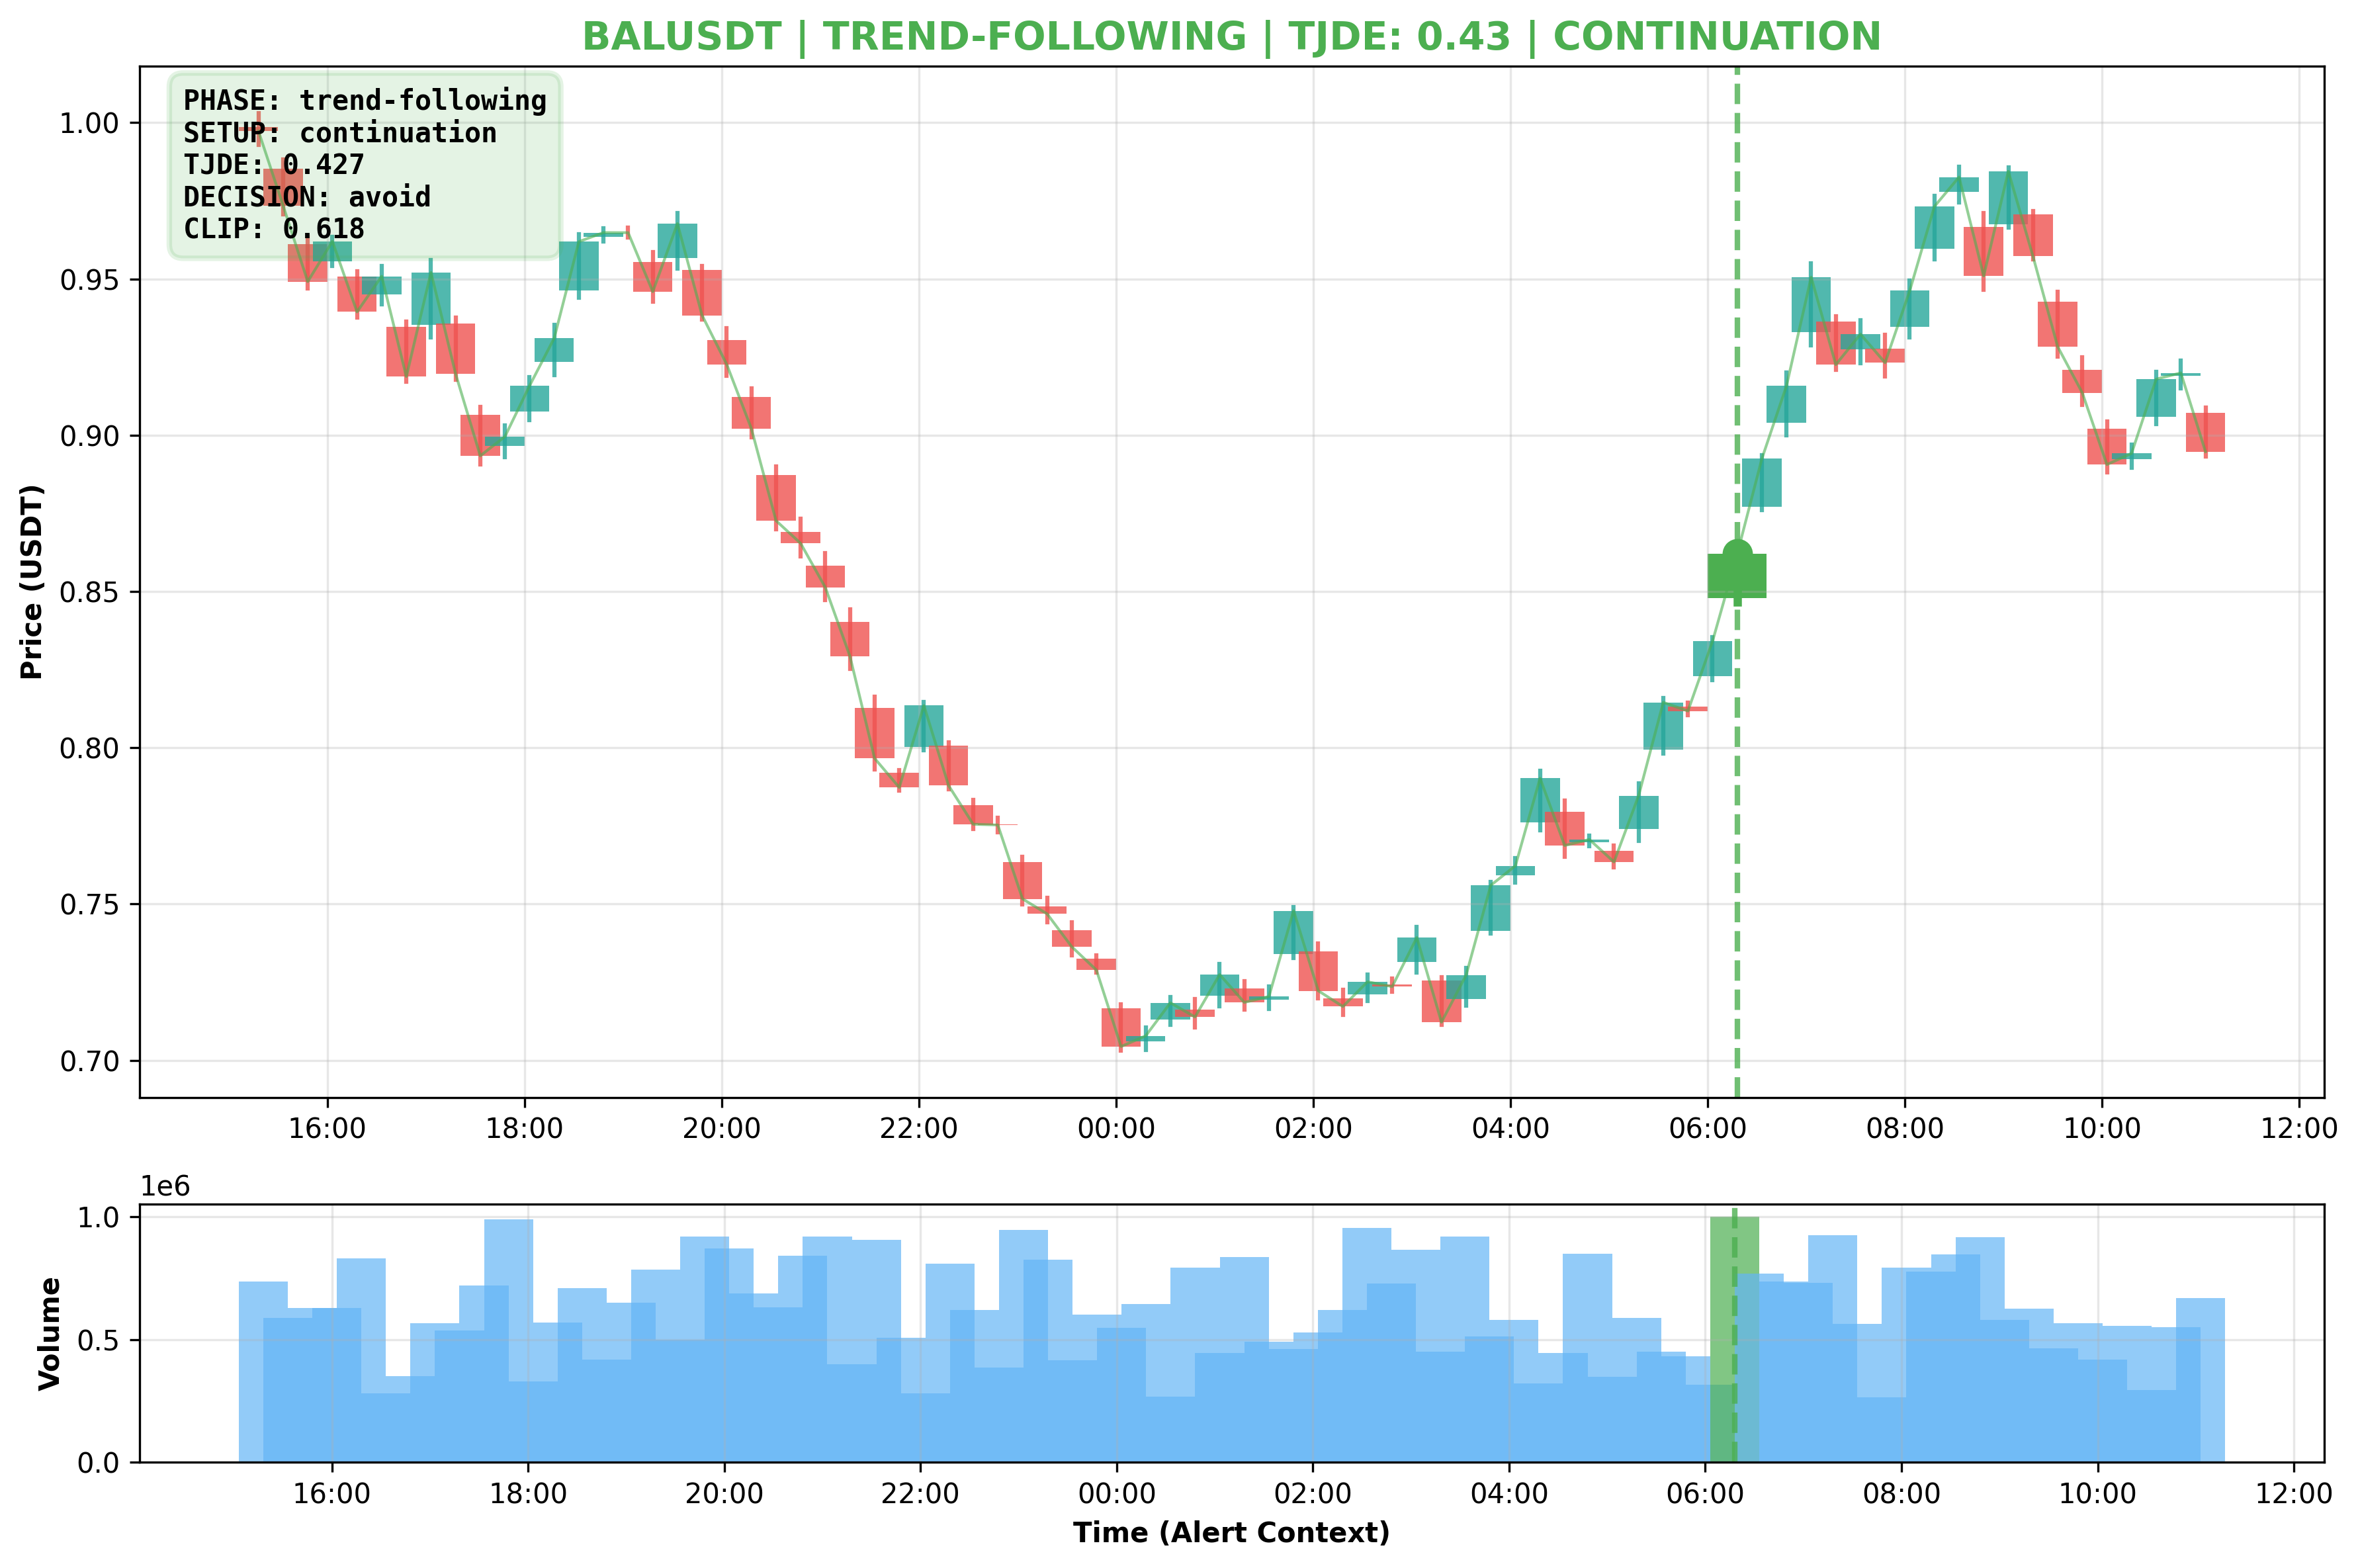 BALUSDT | TREND-FOLLOWING | TJDE: 0.43 | CONTINUATION
PHASE: trend-following
SETUP: continuation
TJDE: 0.427
DECISION: avoid
CLIP: 0.618
Price (USDT)
1.00
0.95
0.90
0.85
0.80
0.75
0.70
16:00 18:00 20:00 22:00 00:00 02:00 04:00 06:00 08:00 10:00 12:00
1e6
Volume
1.0
0.5
0.0
16:00 18:00 20:00 22:00 00:00 02:00 04:00 06:00 08:00 10:00 12:00
Time (Alert Context)